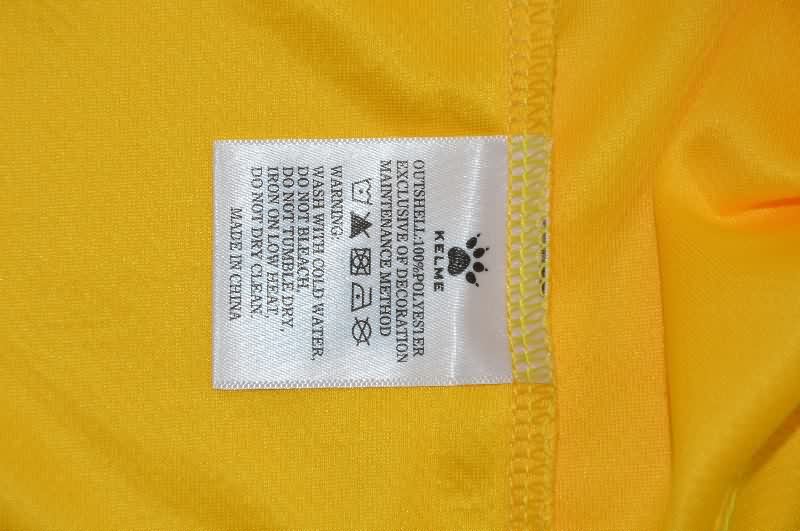 KELME
OUTSHELL:100%POLYESTER
EXCLUSIVE OF DECORATION
MAINTENANCE METHOD
WARNING:
WASH WITH COLD WATER,
DO NOT BLEACH,
DO NOT TUMBLE DRY,
IRON ON LOW HEAT,
DO NOT DRY CLEAN.
MADE IN CHINA